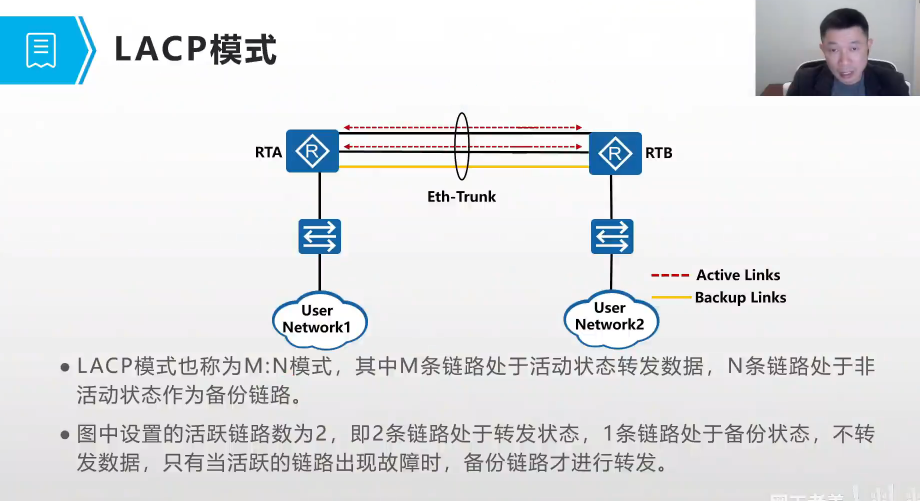 LACP模式
RTA
R
R
RTB
Eth-Trunk
Active Links
Backup Links
User
Network1
User
Network2
●LACP模式也称为M:N模式，其中M条链路处于活动状态转发数据，N条链路处于非
活动状态作为备份链路。
●图中设置的活跃链路数为2，即2条链路处于转发状态，1条链路处于备份状态，不转
发数据，只有当活跃的链路出现故障时，备份链路才进行转发。